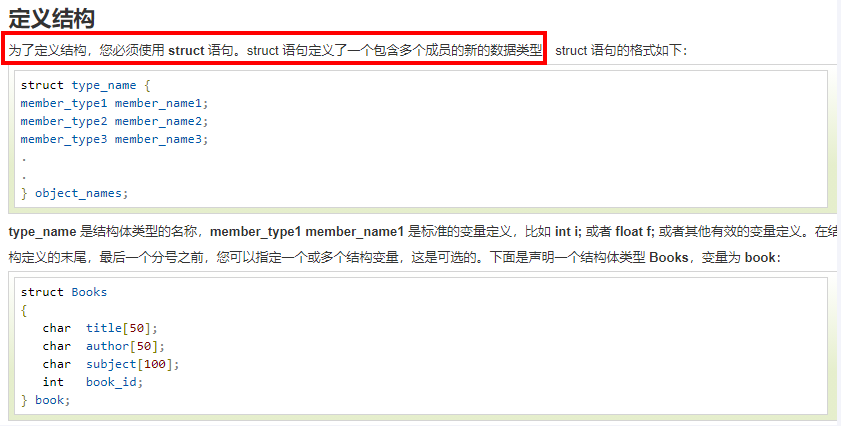 定义结构
为了定义结构，您必须使用 struct 语句。struct 语句定义了一个包含多个成员的新的数据类型 struct 语句的格式如下：
struct type_name {
member_type1 member_name1;
member_type2 member_name2;
member_type3 member_name3;
.
.
} object_names;
type_name 是结构体类型的名称，member_type1 member_name1 是标准的变量定义，比如 int i; 或者 float f; 或者其他有效的变量定义。在结
构定义的末尾，最后一个分号之前，您可以指定一个或多个结构变量，这是可选的。下面是声明一个结构体类型 Books，变量为 book：
struct Books
{
char title[50];
char author[50];
char subject[100];
int book_id;
} book;